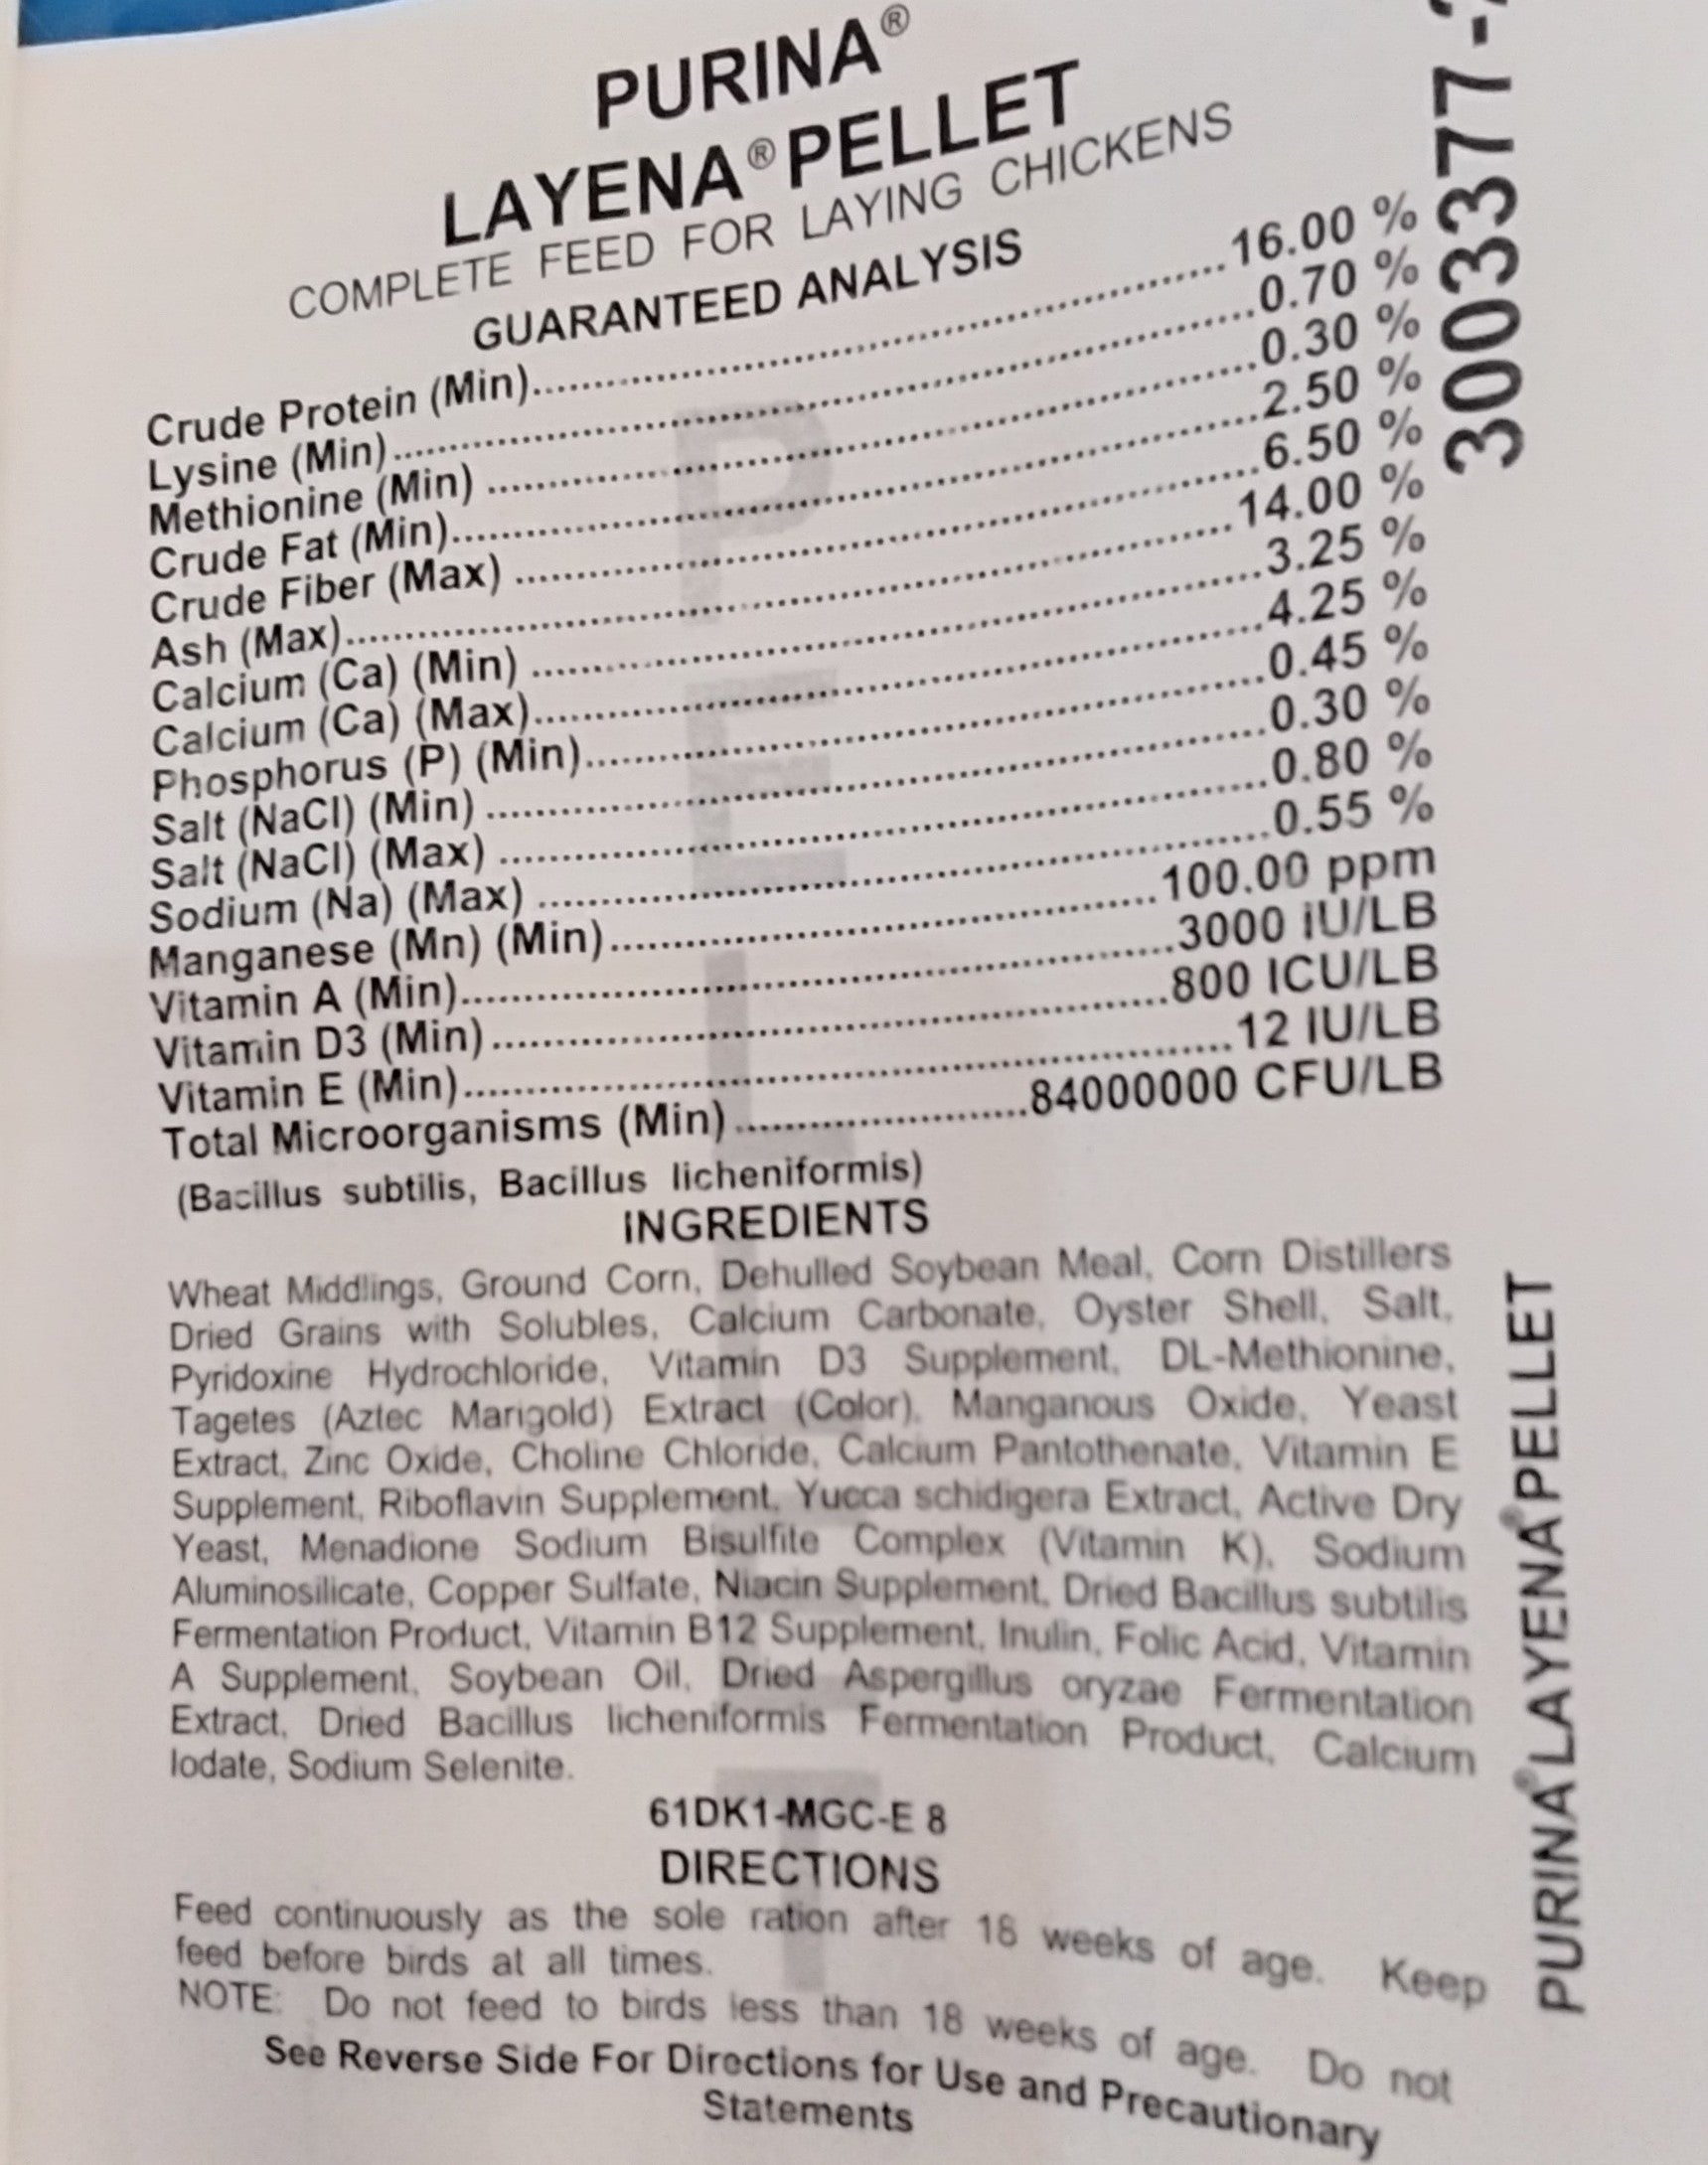 PURINA®
LAYENA® PELLET
COMPLETE FEED FOR LAYING CHICKENS
GUARANTEED ANALYSIS
Crude Protein (Min)..........16.00 %
Lysine (Min)..........0.70 %
Methionine (Min)..........0.30 %
Crude Fat (Min)..........2.50 %
Crude Fiber (Max)..........6.50 %
Ash (Max)..........14.00 %
Calcium (Ca) (Min)..........3.25 %
Calcium (Ca) (Max)..........4.25 %
Phosphorus (P) (Min)..........0.45 %
Salt (NaCl) (Min)..........0.30 %
Salt (NaCl) (Max)..........0.80 %
Sodium (Na) (Max)..........0.55 %
Manganese (Mn) (Min)..........100.00 ppm
Vitamin A (Min)..........3000 IU/LB
Vitamin D3 (Min)..........800 ICU/LB
Vitamin E (Min)..........12 IU/LB
Total Microorganisms (Min)..........84000000 CFU/LB
(Bacillus subtilis, Bacillus licheniformis)
INGREDIENTS
Wheat Middlings, Ground Corn, Dehulled Soybean Meal, Corn Distillers
Dried Grains with Solubles, Calcium Carbonate, Oyster Shell, Salt,
Pyridoxine Hydrochloride, Vitamin D3 Supplement, DL-Methionine,
Tagetes (Aztec Marigold) Extract (Color), Manganous Oxide, Yeast
Extract, Zinc Oxide, Choline Chloride, Calcium Pantothenate, Vitamin E
Supplement, Riboflavin Supplement, Yucca schidigera Extract, Active Dry
Yeast, Menadione Sodium Bisulfite Complex (Vitamin K), Sodium
Aluminosilicate, Copper Sulfate, Niacin Supplement, Dried Bacillus subtilis
Fermentation Product, Vitamin B12 Supplement, Inulin, Folic Acid, Vitamin
A Supplement, Soybean Oil, Dried Aspergillus oryzae Fermentation
Extract, Dried Bacillus licheniformis Fermentation Product, Calcium
Iodate, Sodium Selenite.
61DK1-MGC-E 8
DIRECTIONS
Feed continuously as the sole ration after 18 weeks of age. Keep
feed before birds at all times.
NOTE: Do not feed to birds less than 18 weeks of age. Do not
See Reverse Side For Directions for Use and Precautionary
Statements
3003377-
PURINA® LAYENA® PELLET
PELLET